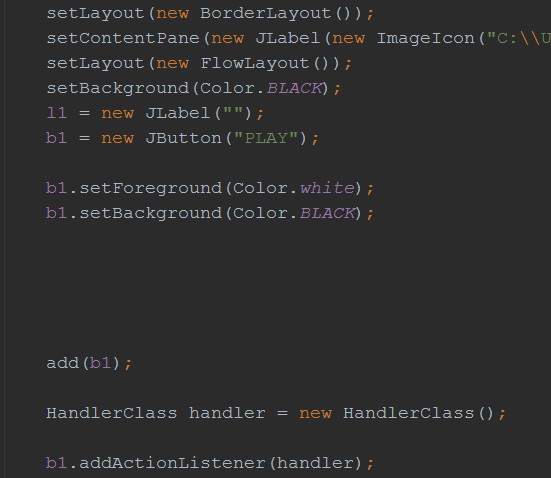 setLayout(new BorderLayout());
setContentPane(new JLabel(new ImageIcon("C:\\U
setLayout(new FlowLayout());
setBackground(Color.BLACK);
l1 = new JLabel("");
b1 = new JButton("PLAY");
b1.setForeground(Color.white);
b1.setBackground(Color.BLACK);
add(b1);
HandlerClass handler = new HandlerClass();
b1.addActionListener(handler);